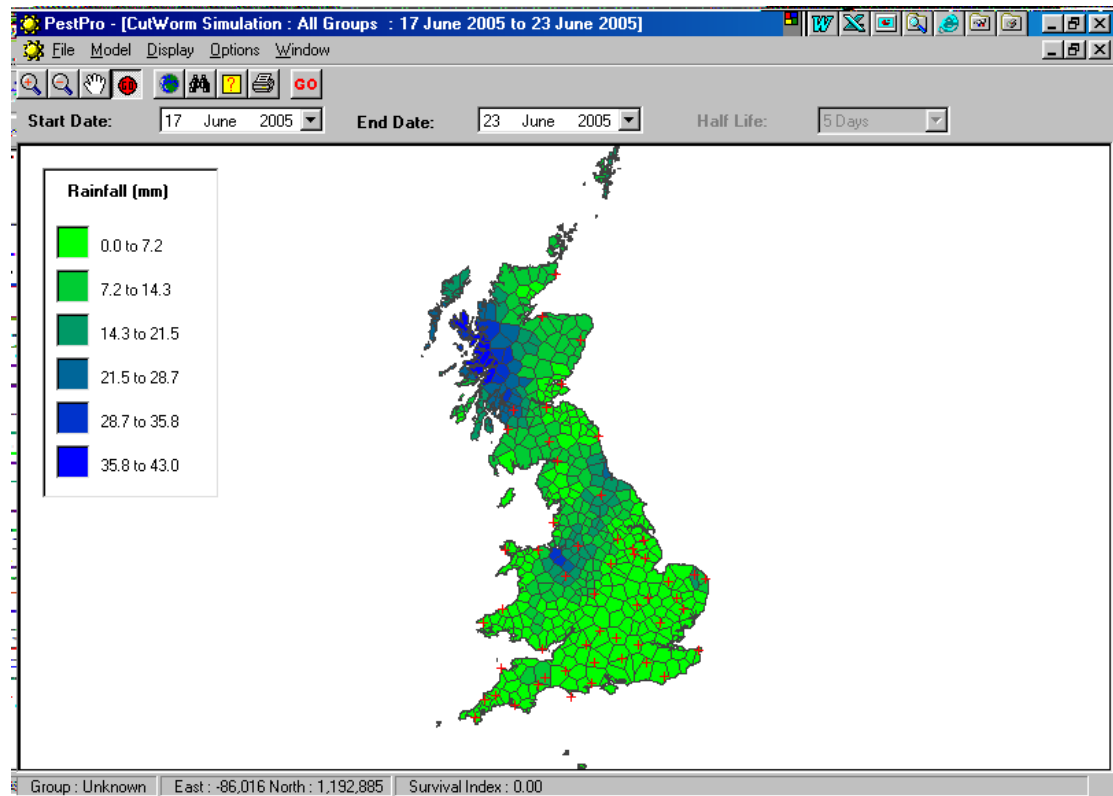 PestPro - [CutWorm Simulation : All Groups : 17 June 2005 to 23 June 2005]
File Model Display Options Window
GO
Start Date: 17 June 2005 End Date: 23 June 2005 Half Life: 5 Days
Rainfall (mm)
0.0 to 7.2
7.2 to 14.3
14.3 to 21.5
21.5 to 28.7
28.7 to 35.8
35.8 to 43.0
Group : Unknown East : -86,016 North : 1,192,885 Survival Index : 0.00